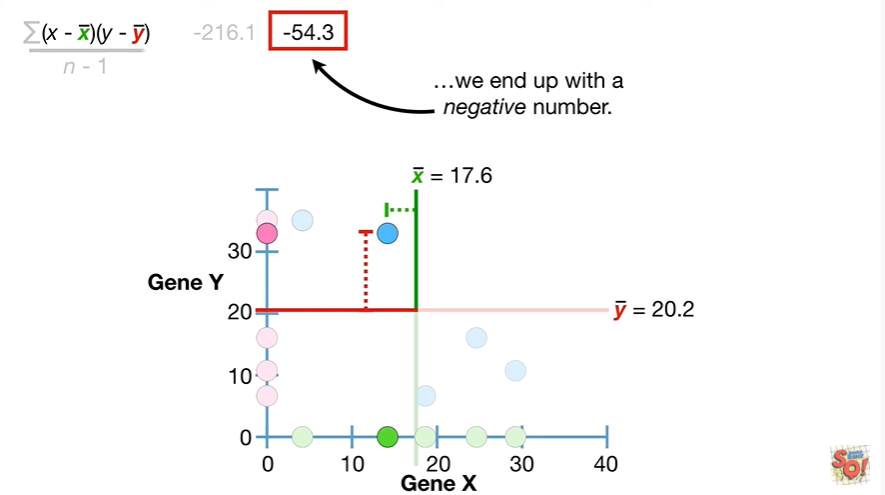 ∑(x - x̄)(y - ȳ)
n - 1
-216.1
-54.3
…we end up with a
negative number.
x̄ = 17.6
30
Gene Y
20
ȳ = 20.2
10
0
0
10
20
30
40
Gene X
SQ!